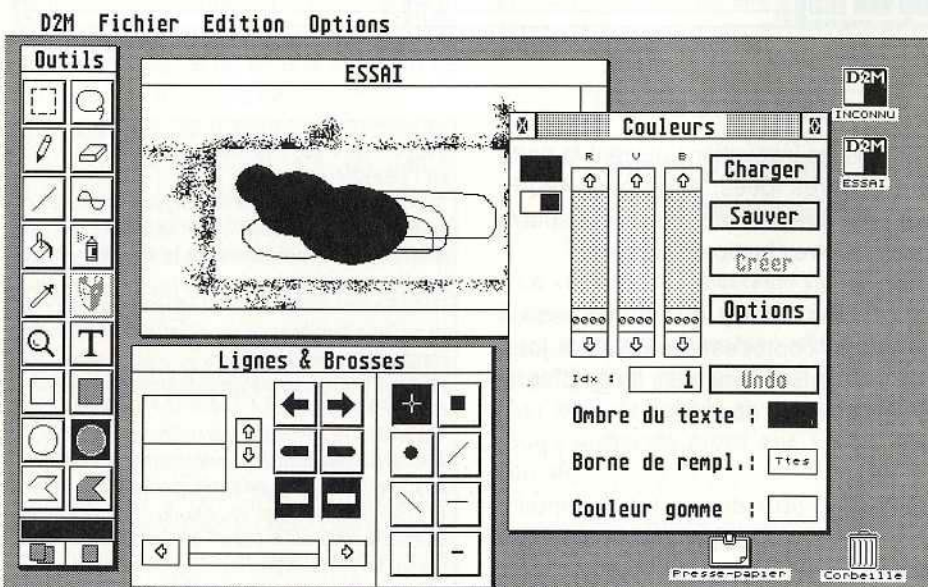 D2M Fichier Edition Options
Outils
ESSAI
D2M
INCONNU
Couleurs
R V B
Charger
D2M
ESSAI
Sauver
Créer
Options
T
Lignes & Brosses
Idx : 1 Undo
Ombre du texte :
Borne de rempl.: Ttes
Couleur gomme :
Presse-papier
Corbeille